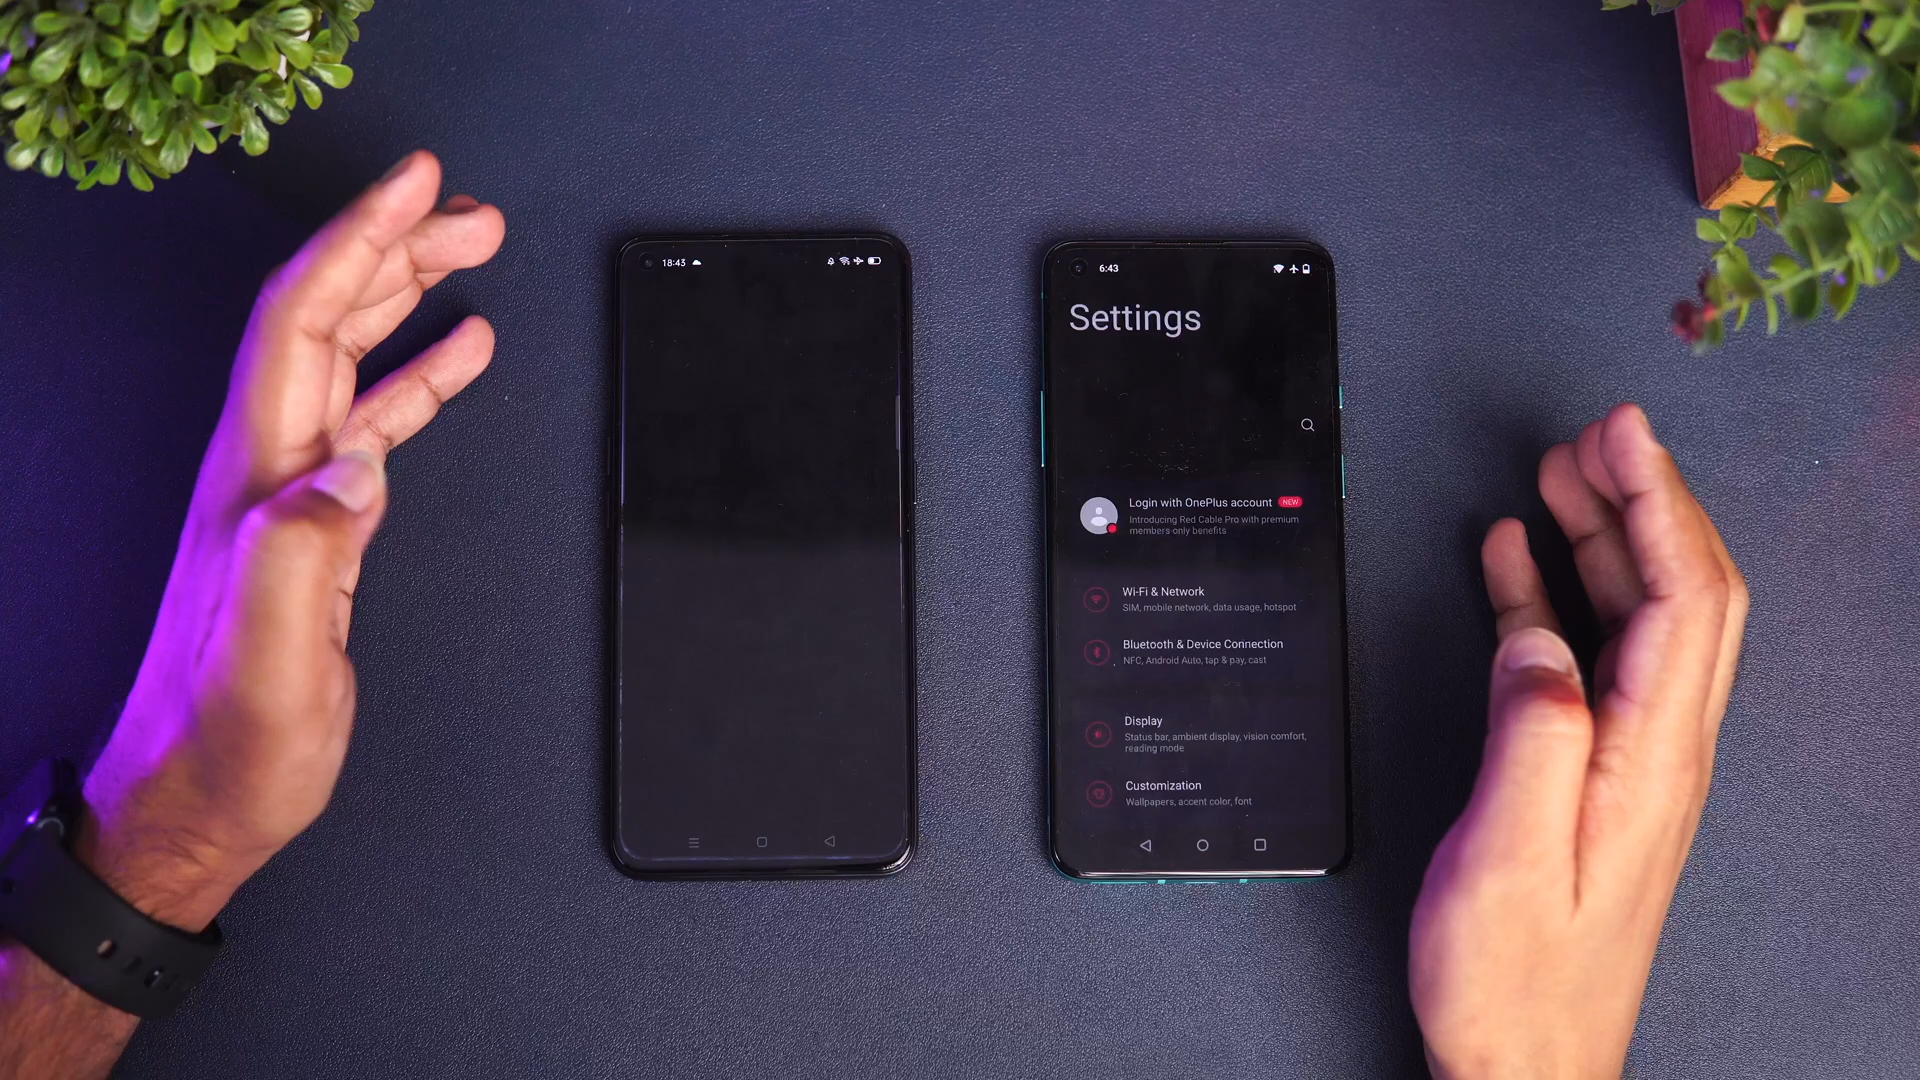 18:43
6:43
Settings
Login with OnePlus account NEW
Introducing Red Cable Pro with premium
members-only benefits
Wi-Fi & Network
SIM, mobile network, data usage, hotspot
Bluetooth & Device Connection
NFC, Android Auto, tap & pay, cast
Display
Status bar, ambient display, vision comfort,
reading mode
Customization
Wallpapers, accent color, font